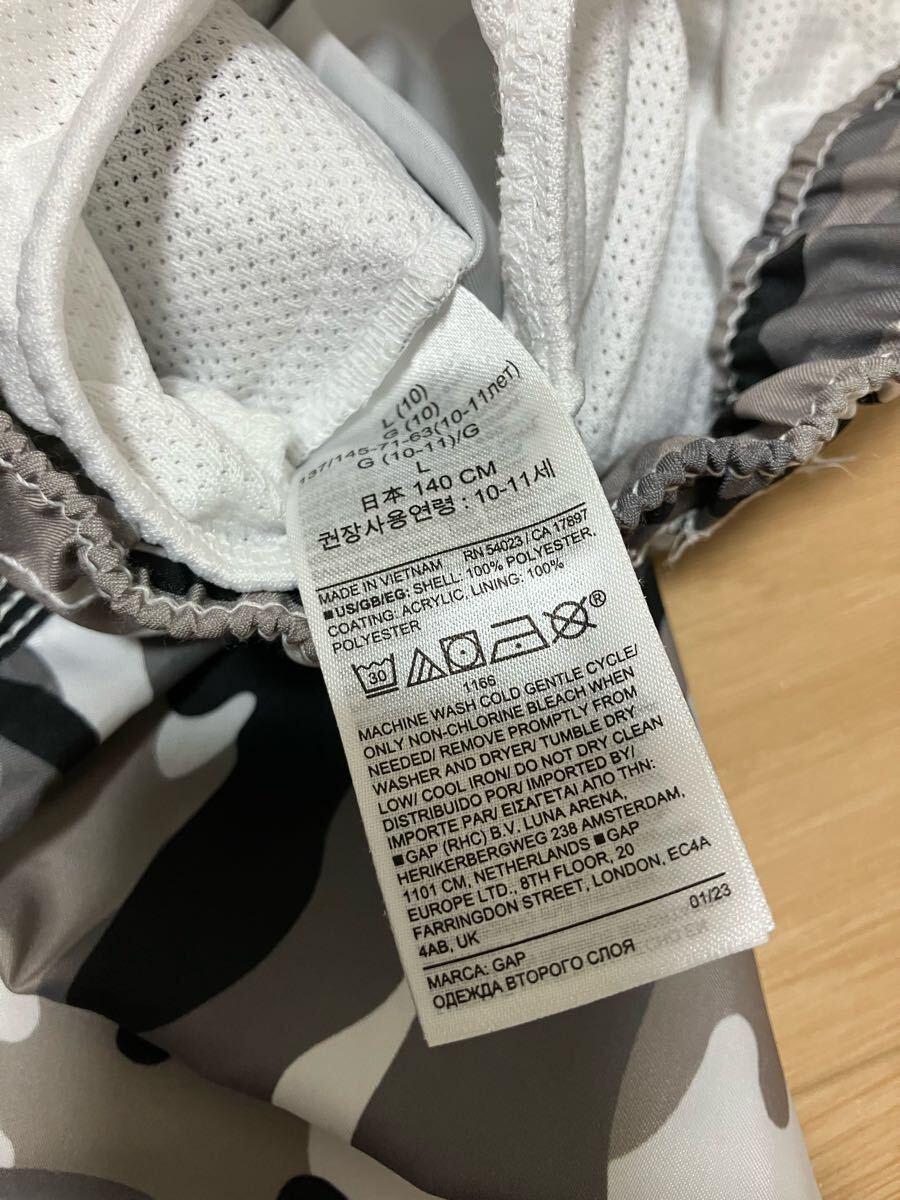 L (10)
G (10)
137/145-71-63(10-11лет)
G (10-11)/G
L
日本 140 CM
권장사용연령 : 10-11세
MADE IN VIETNAM RN 54023 / CA 17897
■US/GB/EG: SHELL: 100% POLYESTER,
COATING: ACRYLIC, LINING: 100%
POLYESTER
30 ®
1166
MACHINE WASH COLD GENTLE CYCLE/
ONLY NON-CHLORINE BLEACH WHEN
NEEDED/ REMOVE PROMPTLY FROM
WASHER AND DRYER/ TUMBLE DRY
LOW/ COOL IRON/ DO NOT DRY CLEAN
DISTRIBUIDO POR/ IMPORTED BY/
IMPORTE PAR/ ΕΙΣΑΓΕΤΑΙ ΑΠΟ ΤΗΝ:
■GAP (RHC) B.V. LUNA ARENA,
HERIKERBERGWEG 238 AMSTERDAM,
1101 CM, NETHERLANDS ■GAP
EUROPE LTD., 8TH FLOOR, 20
FARRINGDON STREET, LONDON, EC4A
4AB, UK 01/23
MARCA: GAP
ОДЕЖДА ВТОРОГО СЛОЯ